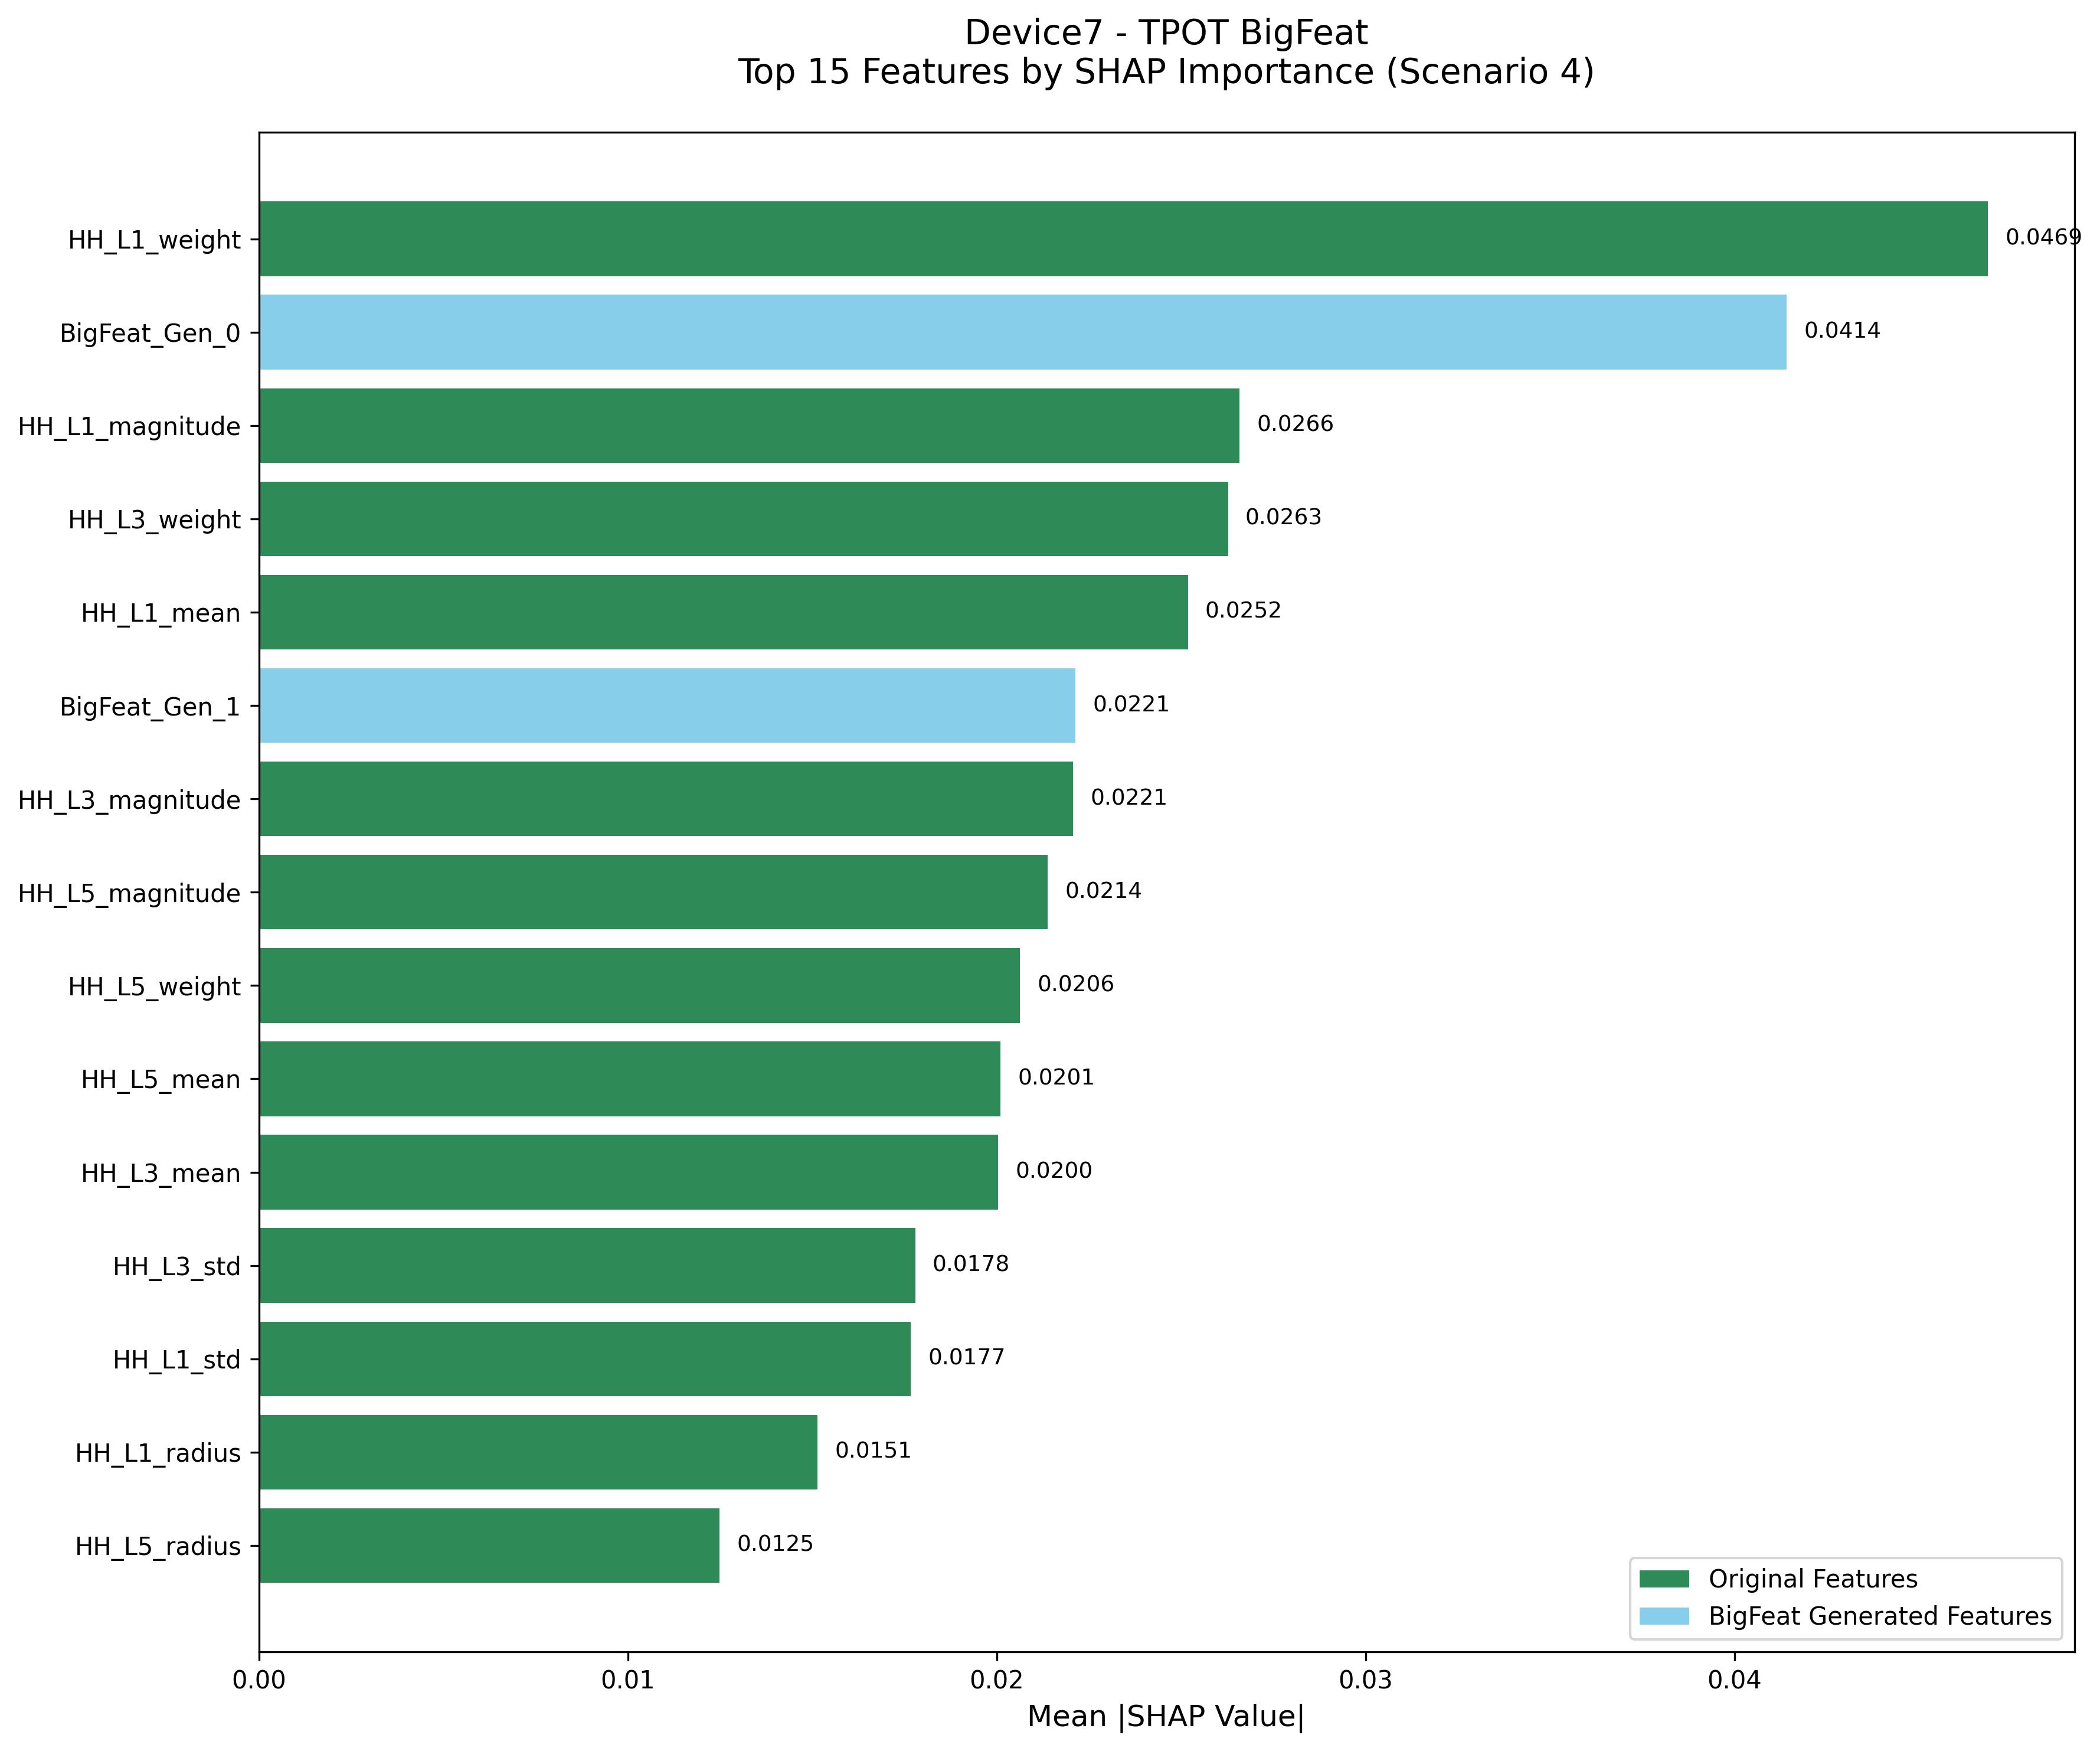 Device7 - TPOT BigFeat
Top 15 Features by SHAP Importance (Scenario 4)
HH_L1_weight 0.0469
BigFeat_Gen_0 0.0414
HH_L1_magnitude 0.0266
HH_L3_weight 0.0263
HH_L1_mean 0.0252
BigFeat_Gen_1 0.0221
HH_L3_magnitude 0.0221
HH_L5_magnitude 0.0214
HH_L5_weight 0.0206
HH_L5_mean 0.0201
HH_L3_mean 0.0200
HH_L3_std 0.0178
HH_L1_std 0.0177
HH_L1_radius 0.0151
HH_L5_radius 0.0125
Original Features
BigFeat Generated Features
0.00 0.01 0.02 0.03 0.04
Mean |SHAP Value|